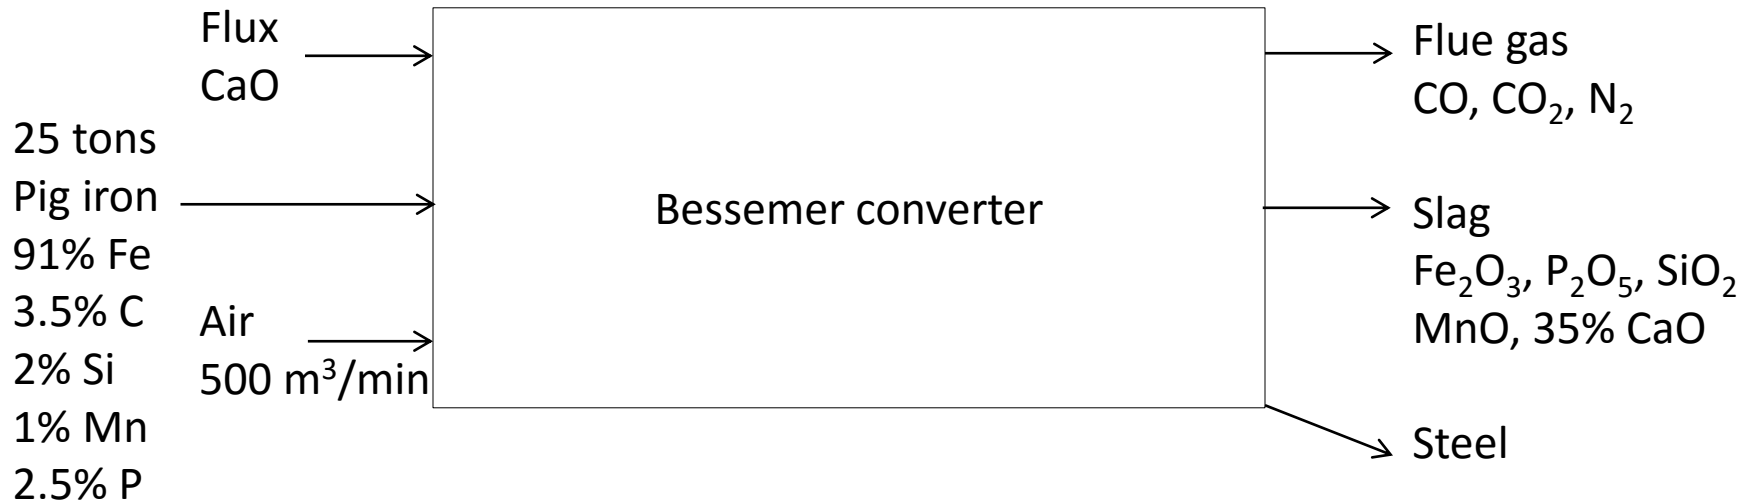 Flux
CaO
25 tons
Pig iron
91% Fe
3.5% C
2% Si
1% Mn
2.5% P
Air
500 m³/min
Bessemer converter
Flue gas
CO, CO₂, N₂
Slag
Fe₂O₃, P₂O₅, SiO₂
MnO, 35% CaO
Steel